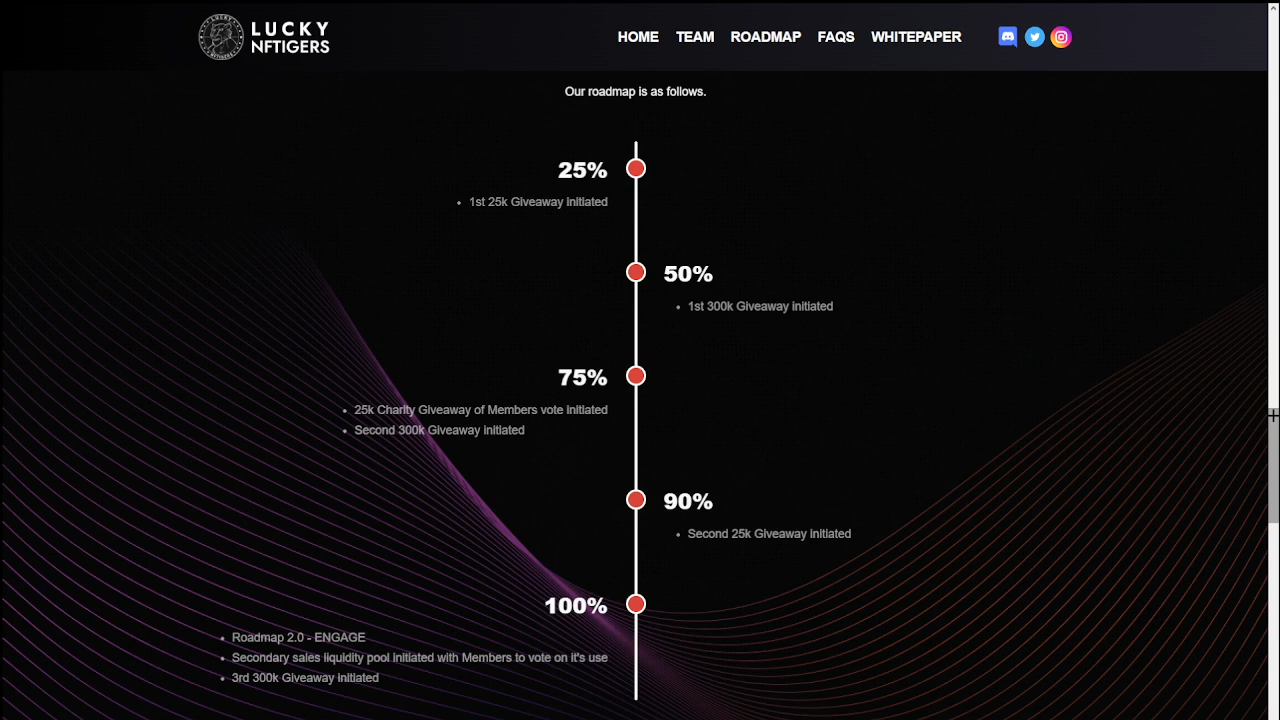 LUCKY
NFTIGERS
HOME TEAM ROADMAP FAQS WHITEPAPER
Our roadmap is as follows.
25%
• 1st 25k Giveaway initiated
50%
• 1st 300k Giveaway initiated
75%
• 25k Charity Giveaway of Members vote initiated
• Second 300k Giveaway initiated
90%
• Second 25k Giveaway initiated
100%
• Roadmap 2.0 - ENGAGE
• Secondary sales liquidity pool initiated with Members to vote on it's use
• 3rd 300k Giveaway initiated